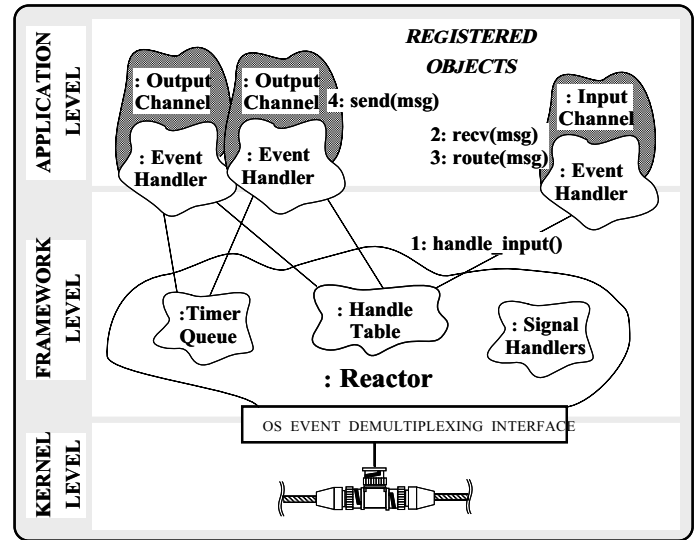 APPLICATION
LEVEL
REGISTERED
OBJECTS
: Output
Channel
: Output
Channel
4: send(msg)
: Input
Channel
2: recv(msg)
3: route(msg)
: Event
Handler
: Event
Handler
: Event
Handler
FRAMEWORK
LEVEL
1: handle_input()
:Timer
Queue
: Handle
Table
: Signal
Handlers
: Reactor
KERNEL
LEVEL
OS EVENT DEMULTIPLEXING INTERFACE